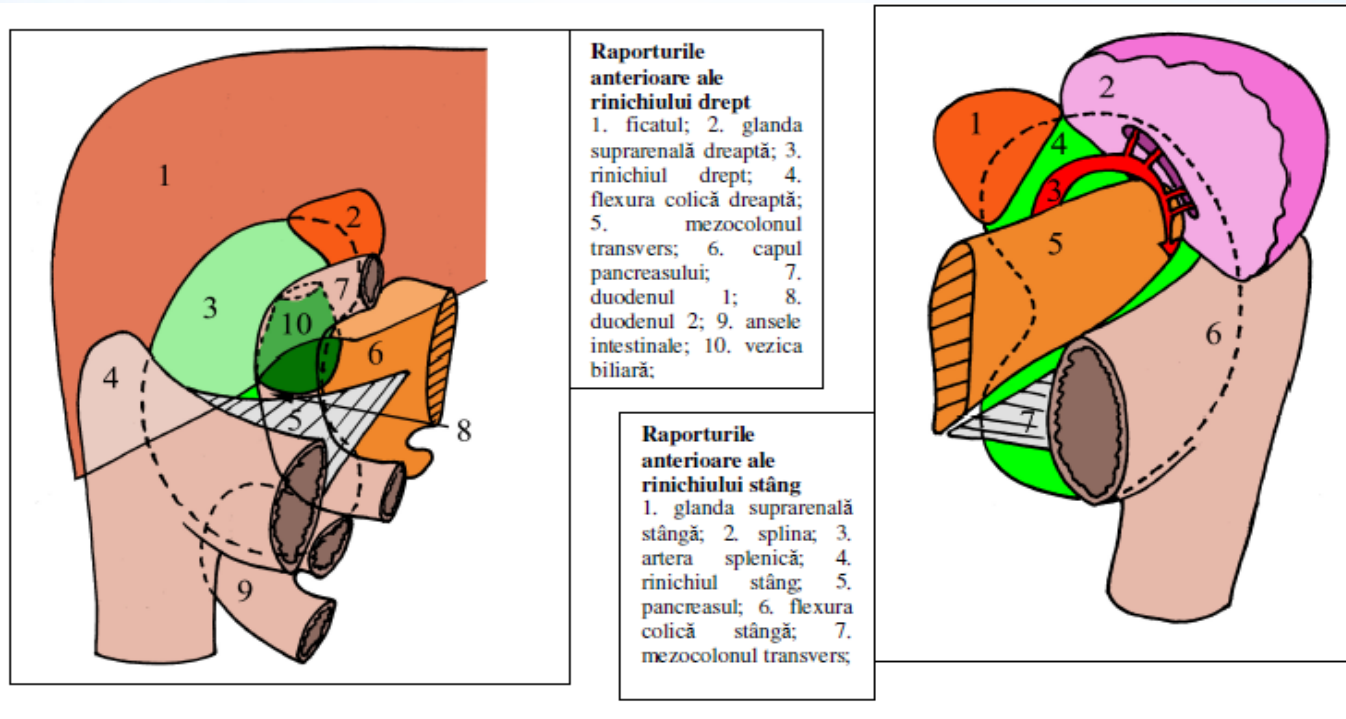 1
2
3
7
10
6
4
5
8
9
Raporturile
anterioare ale
rinichiului drept
1. ficatul; 2. glanda
suprarenală dreaptă; 3.
rinichiul drept; 4.
flexura colică dreaptă;
5. mezocolonul
transvers; 6. capul
pancreasului; 7.
duodenul 1; 8.
duodenul 2; 9. ansele
intestinale; 10. vezica
biliară;
Raporturile
anterioare ale
rinichiului stâng
1. glanda suprarenală
stângă; 2. splina; 3.
artera splenică; 4.
rinichiul stâng; 5.
pancreasul; 6. flexura
colică stângă; 7.
mezocolonul transvers;
2
1
4
3
5
6
7